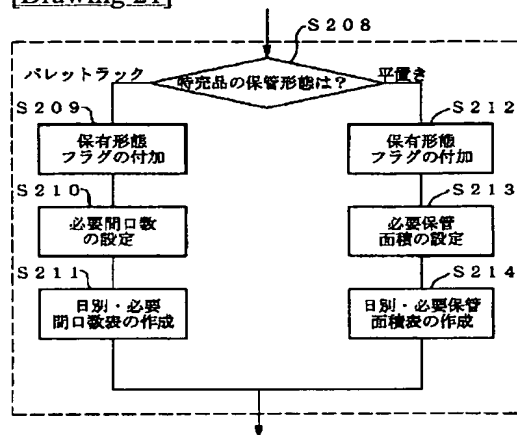 [Drawing 21]
S208
特売品の保管形態は?
パレットラック
平置き
S209
保有形態
フラグの付加
S210
必要間口数
の設定
S211
日別・必要
間口数表の作成
S212
保有形態
フラグの付加
S213
必要保管
面積の設定
S214
日別・必要保管
面積表の作成